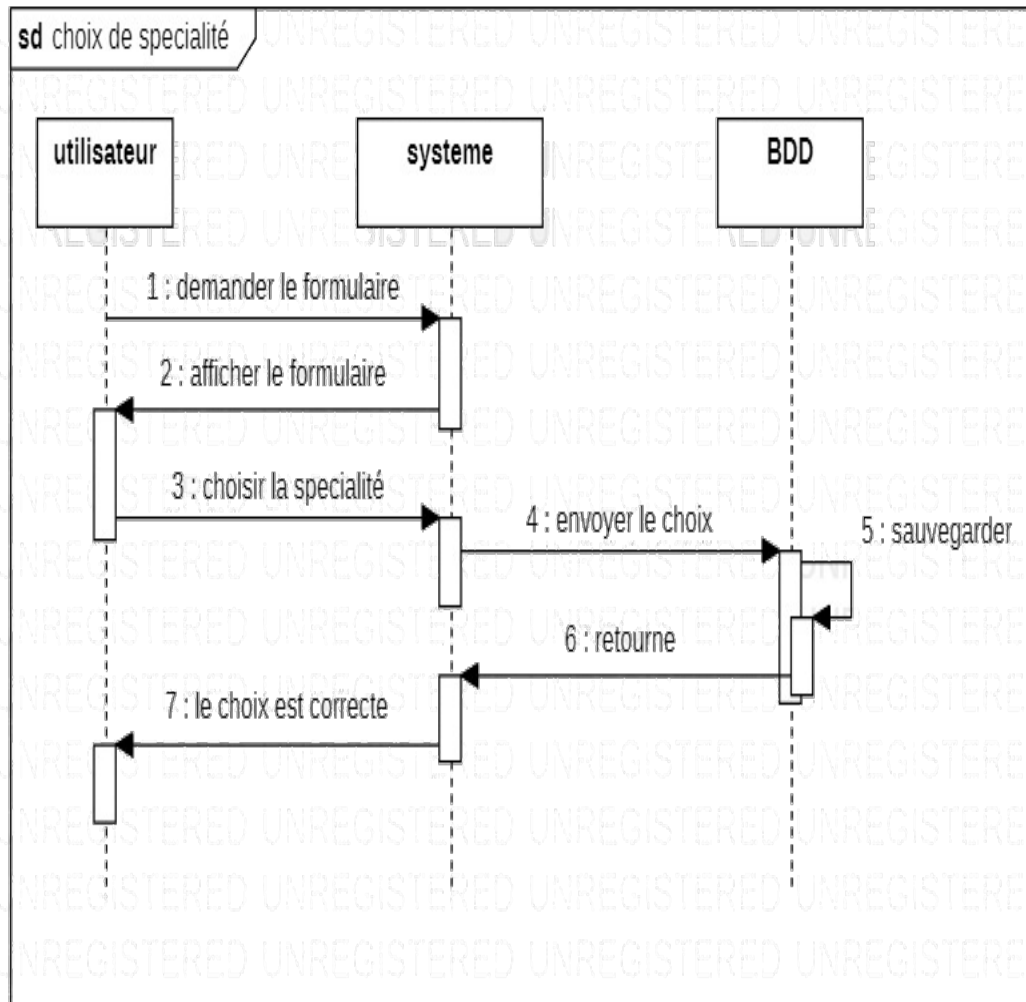 sd choix de specialité
utilisateur
systeme
BDD
1 : demander le formulaire
2 : afficher le formulaire
3 : choisir la specialité
4 : envoyer le choix
5 : sauvegarder
6 : retourne
7 : le choix est correcte
UNREGISTERED